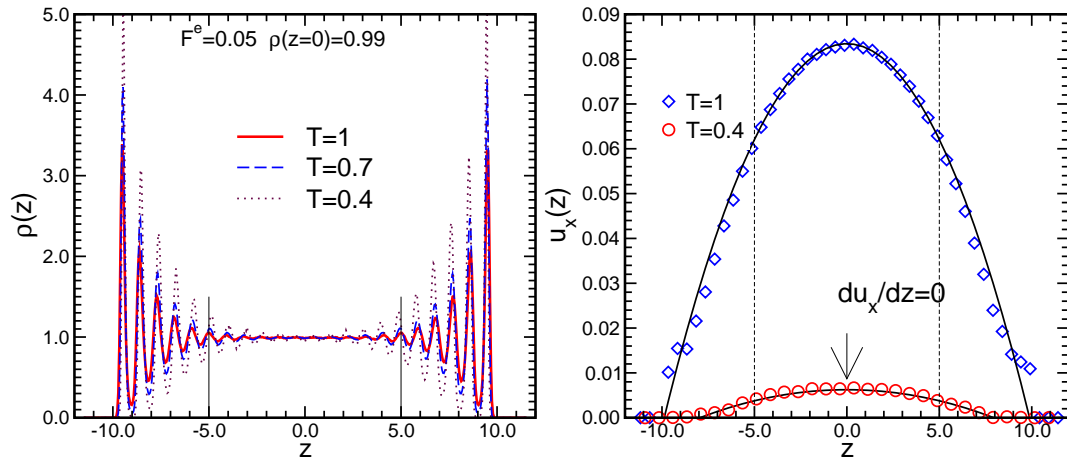 F^e=0.05 ρ(z=0)=0.99
T=1
T=0.7
T=0.4
5.0
4.0
3.0
2.0
1.0
0.0
ρ(z)
-10.0 -5.0 0.0 5.0 10.0
z
0.09
0.08
0.07
0.06
0.05
0.04
0.03
0.02
0.01
0.00
u_x(z)
T=1
T=0.4
du_x/dz=0
-10.0 -5.0 0.0 5.0 10.0
z